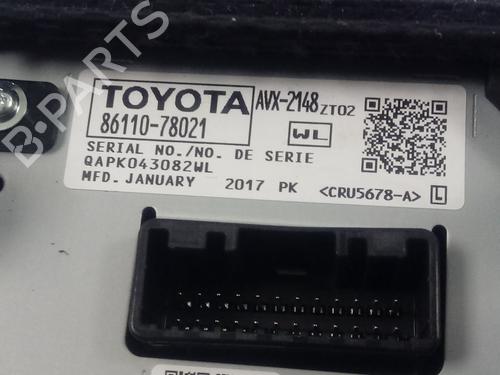 TOYOTA AVX-2148 ZT02
86110-78021 WL
SERIAL NO./NO. DE SERIE
QAPK043082WL
MFD. JANUARY 2017 PK <CRU5678-A> L
B-PARTS